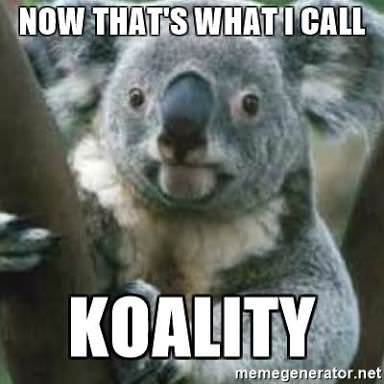 NOW THAT'S WHAT I CALL
KOALITY
memegenerator.net